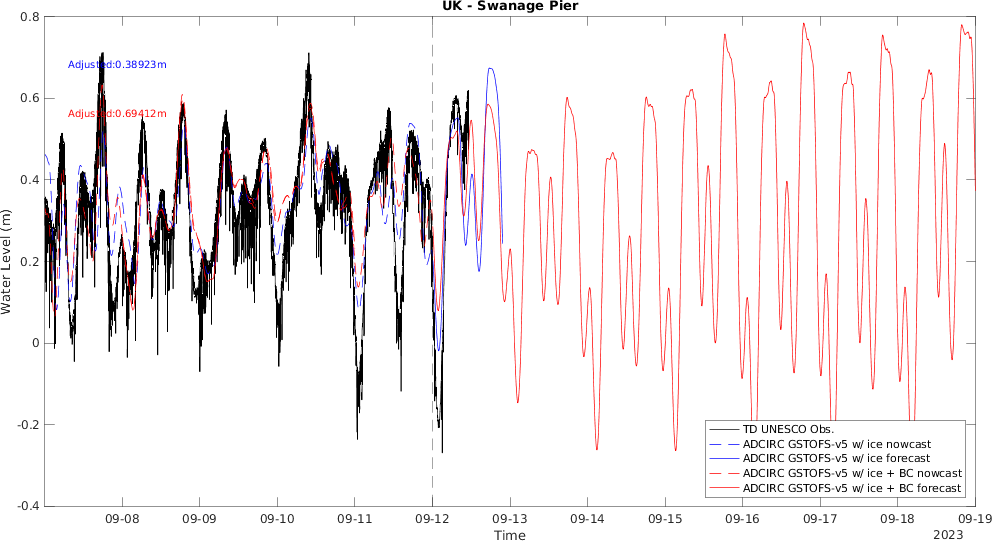 UK - Swanage Pier
0.8
0.6
0.4
0.2
0
-0.2
-0.4
Water Level (m)
Adjusted:0.38923m
Adjusted:0.69412m
TD UNESCO Obs.
ADCIRC GSTOFS-v5 w/ ice nowcast
ADCIRC GSTOFS-v5 w/ ice forecast
ADCIRC GSTOFS-v5 w/ ice + BC nowcast
ADCIRC GSTOFS-v5 w/ ice + BC forecast
09-08 09-09 09-10 09-11 09-12 09-13 09-14 09-15 09-16 09-17 09-18 09-19
Time
2023